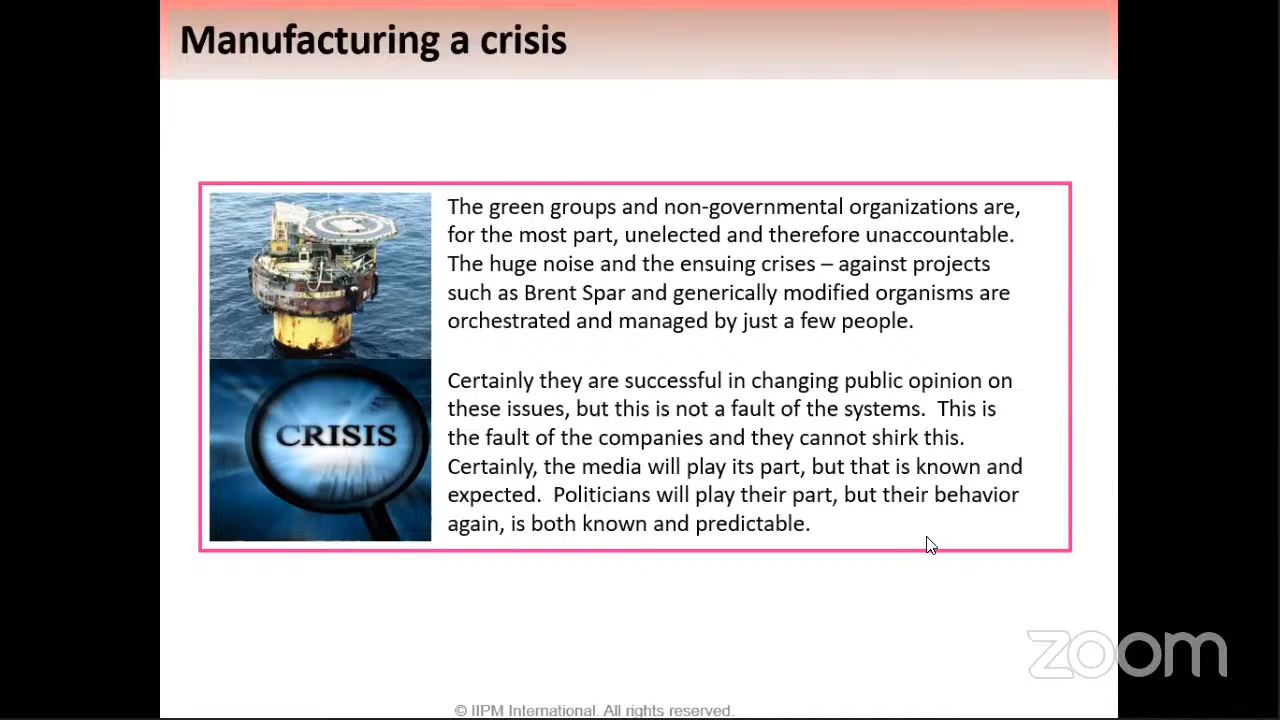 Manufacturing a crisis
The green groups and non-governmental organizations are,
for the most part, unelected and therefore unaccountable.
The huge noise and the ensuing crises – against projects
such as Brent Spar and generically modified organisms are
orchestrated and managed by just a few people.
CRISIS
Certainly they are successful in changing public opinion on
these issues, but this is not a fault of the systems.  This is
the fault of the companies and they cannot shirk this.
Certainly, the media will play its part, but that is known and
expected.  Politicians will play their part, but their behavior
again, is both known and predictable.
zoom
© IIPM International. All rights reserved.